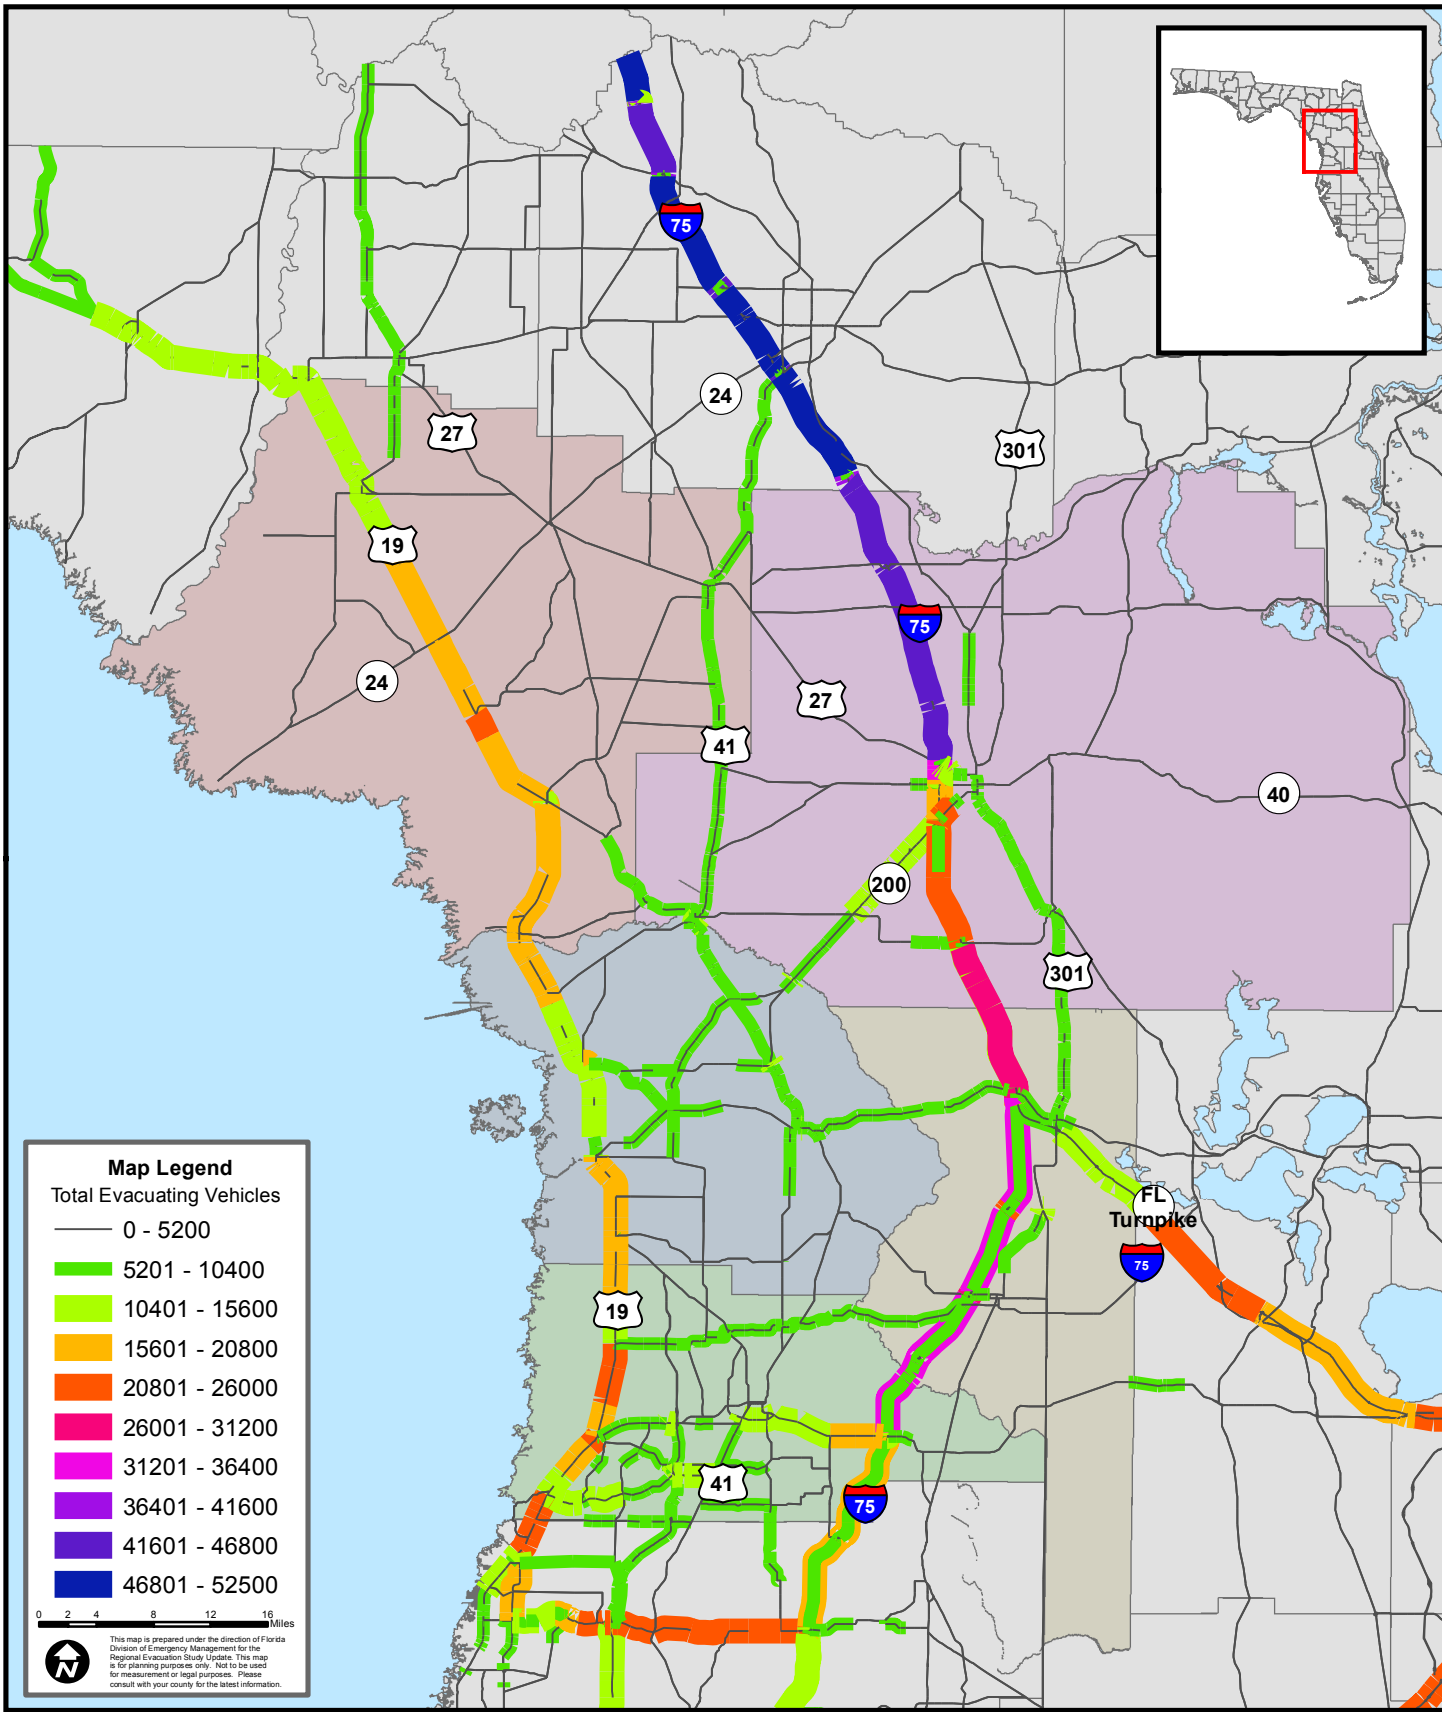 75
24
27
301
19
75
24
27
41
40
200
301
FL
Turnpike
75
19
41
75
Map Legend
Total Evacuating Vehicles
0 - 5200
5201 - 10400
10401 - 15600
15601 - 20800
20801 - 26000
26001 - 31200
31201 - 36400
36401 - 41600
41601 - 46800
46801 - 52500
0 2 4 8 12 16
Miles
N
This map is prepared under the direction of Florida
Division of Emergency Management for the
Regional Evacuation Study Update. This map
is for planning purposes only. Not to be used
for measurement or legal purposes. Please
consult with your county for the latest information.